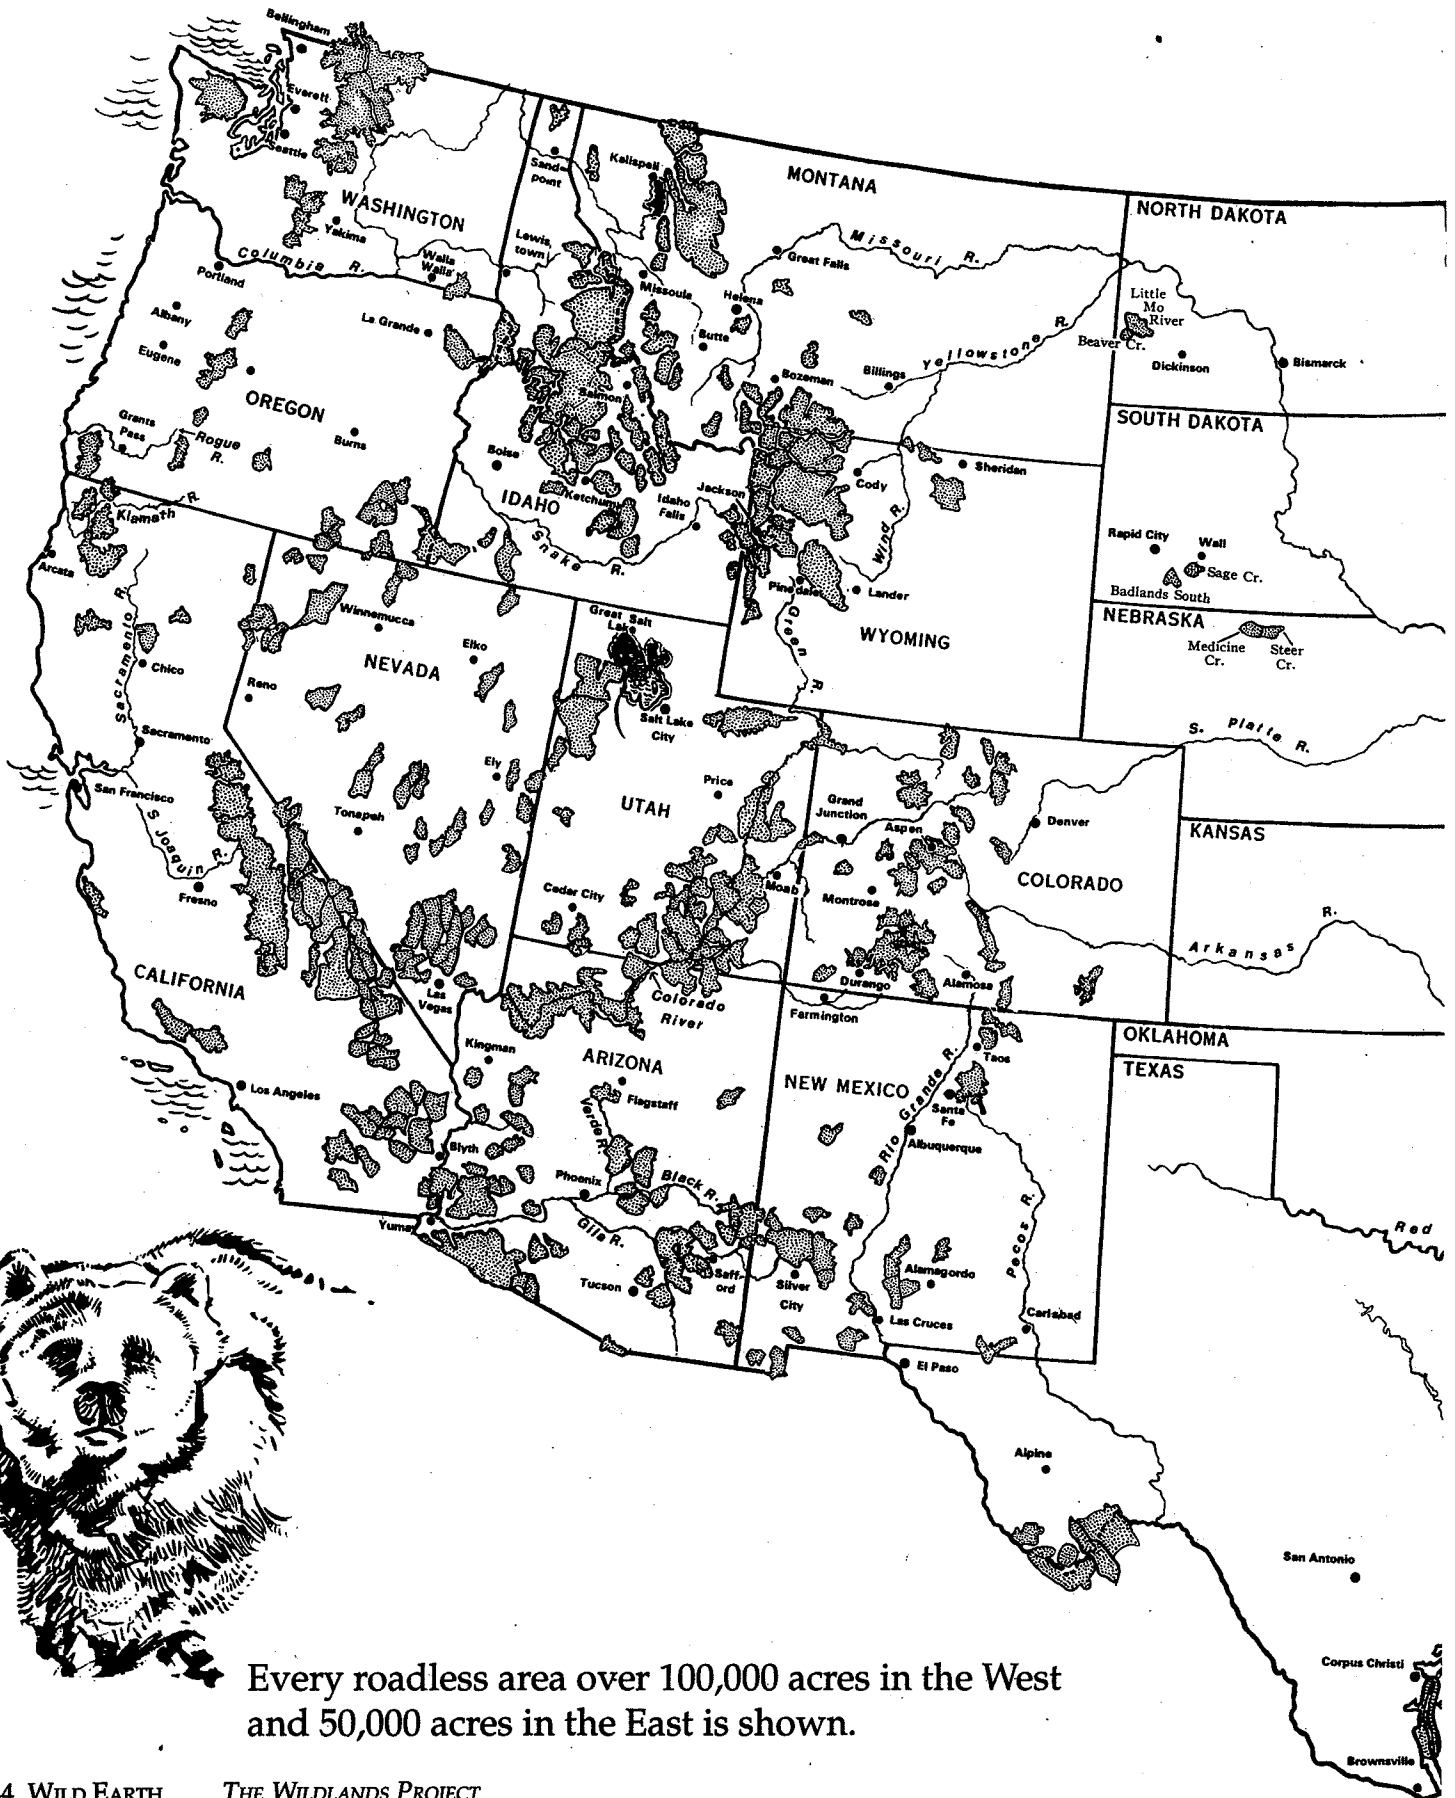 Bellingham
Everett
Seattle
WASHINGTON
Yakima
Walla
Walla
Columbia R.
Portland
Albany
Eugene
La Grande
OREGON
Grants
Pass
Rogue
R.
Burns
Sand-
point
Lewis,
town
Kalispell
Missoula
Helena
Butte
Great Falls
MONTANA
Missouri R.
Bozeman
Billings
Yellowstone R.
NORTH DAKOTA
Little
Mo
River
Beaver Cr.
Dickinson
Bismarck
SOUTH DAKOTA
Rapid City
Wall
Sage Cr.
Badlands South
NEBRASKA
Medicine
Cr.
Steer
Cr.
S. Platte R.
Salmon
Boise
IDAHO
Ketchum
Idaho
Falls
Snake R.
Jackson
Cody
Sheridan
Wind R.
Pinedale
Lander
Green R
WYOMING
Klamath R.
Arcata
Sacramento R.
Chico
Sacramento
San Francisco
S Joaquin R.
Fresno
CALIFORNIA
Los Angeles
Blyth
Winnemucca
Elko
NEVADA
Reno
Ely
Tonapah
Las
Vegas
Great Salt
Lake
Salt Lake
City
Price
UTAH
Moab
Cedar City
Grand
Junction
Aspen
Denver
COLORADO
Montrose
Durango
Alamosa
KANSAS
Arkansas R.
Colorado
River
Kingman
ARIZONA
Flagstaff
Verde R.
Phoenix
Black R.
Yuma
Gila R.
Tucson
Saff-
ord
Farmington
NEW MEXICO
Taos
Santa
Fe
Rio Grande R.
Albuquerque
Pecos R.
Silver
City
Alamagordo
Las Cruces
Carlsbad
El Paso
OKLAHOMA
TEXAS
Red
Alpine
San Antonio
Corpus Christi
Brownsville
Every roadless area over 100,000 acres in the West
and 50,000 acres in the East is shown.
4 WILD EARTH THE WILDLANDS PROJECT